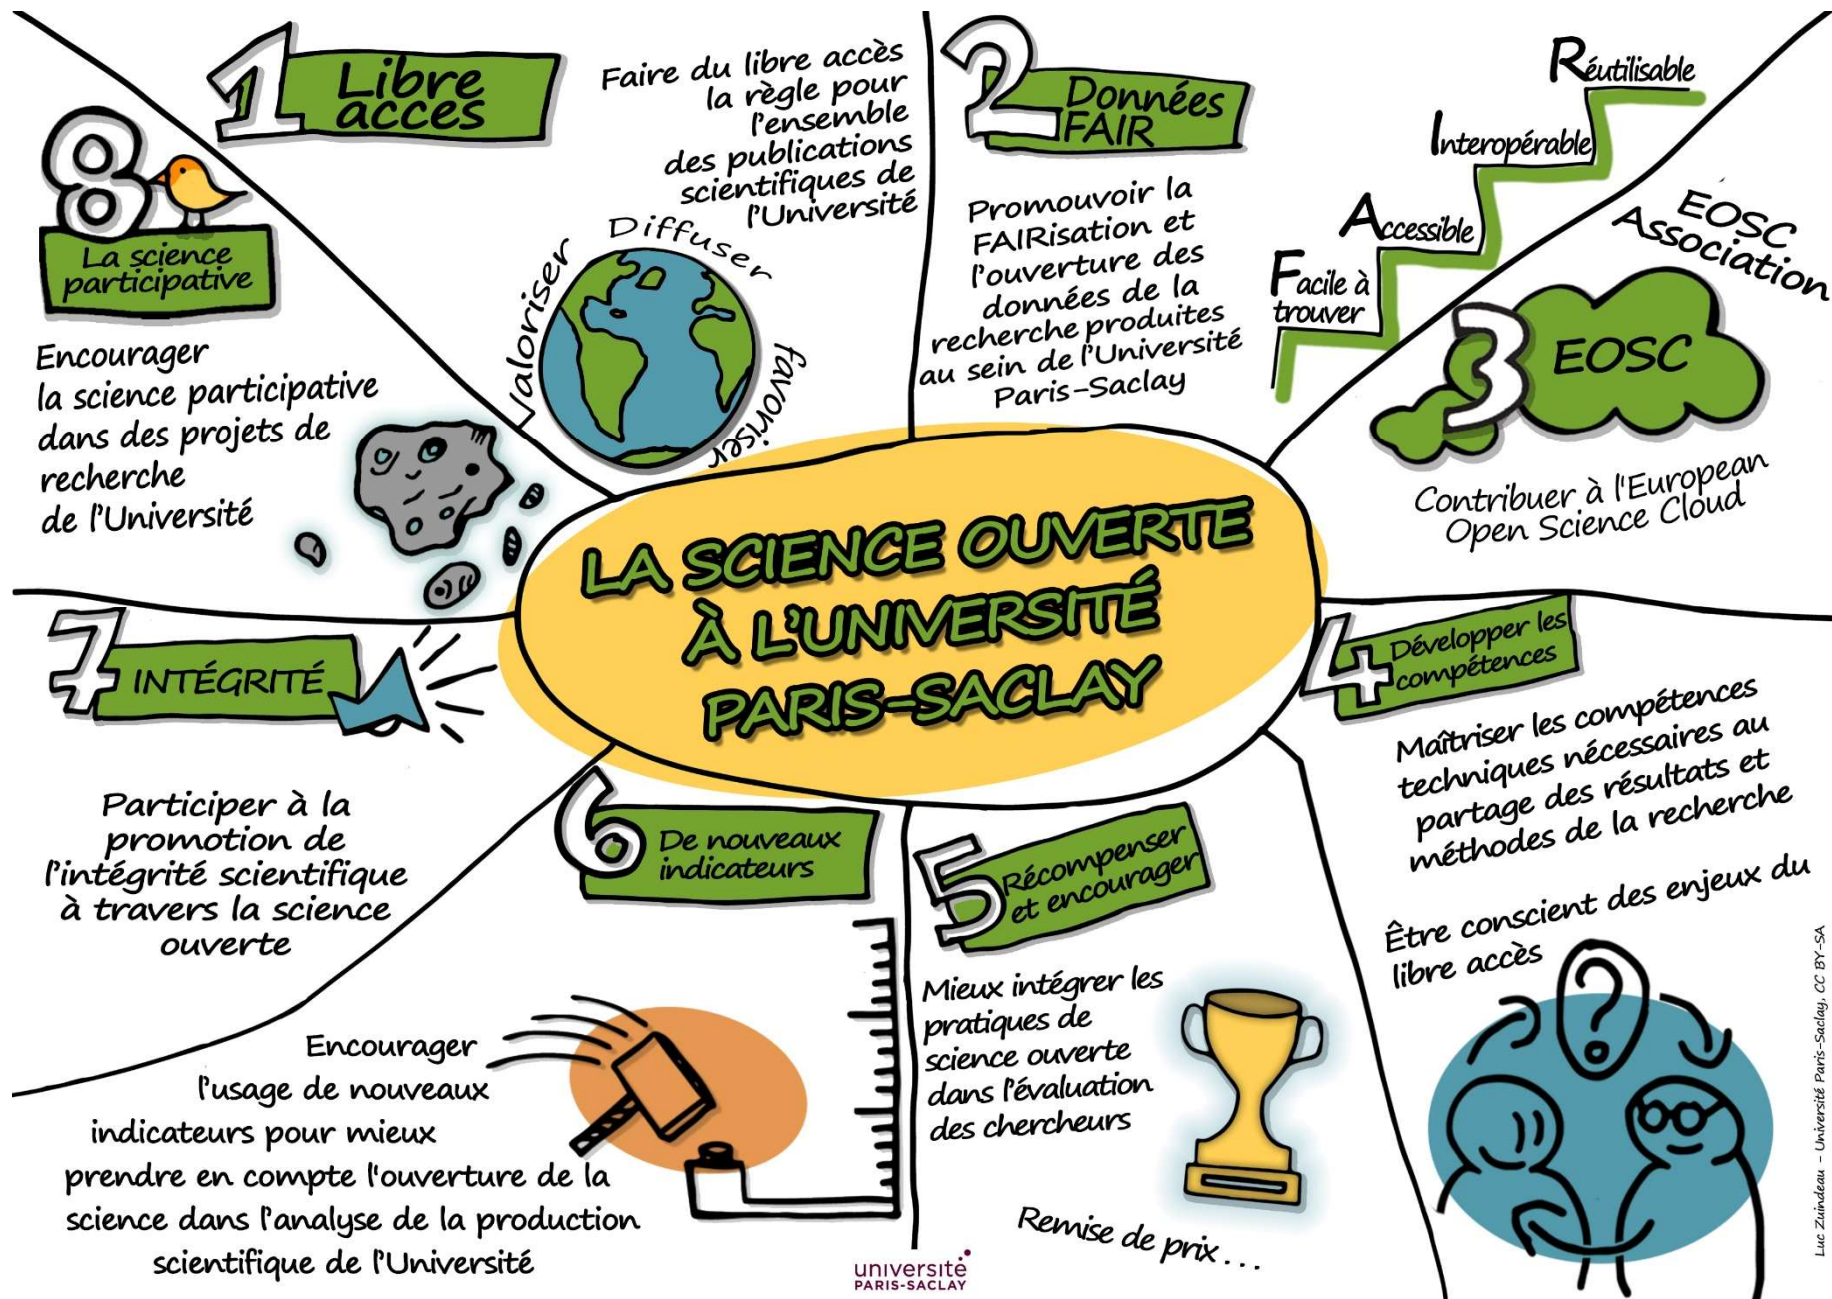 LA SCIENCE OUVERTE
À L'UNIVERSITÉ
PARIS-SACLAY
1
Libre
accès
Faire du libre accès
la règle pour
l'ensemble
des publications
scientifiques de
l'Université
Valoriser
Diffuser
favoriser
2
Données
FAIR
Promouvoir la
FAIRisation et
l'ouverture des
données de la
recherche produites
au sein de l'Université
Paris-Saclay
Facile à
trouver
Accessible
Interopérable
Réutilisable
3
EOSC
EOSC
Association
Contribuer à l'European
Open Science Cloud
4
Développer les
compétences
Maîtriser les compétences
techniques nécessaires au
partage des résultats et
méthodes de la recherche
Être conscient des enjeux du
libre accès
?
5
Récompenser
et encourager
Mieux intégrer les
pratiques de
science ouverte
dans l'évaluation
des chercheurs
Remise de prix...
6
De nouveaux
indicateurs
Encourager
l'usage de nouveaux
indicateurs pour mieux
prendre en compte l'ouverture de la
science dans l'analyse de la production
scientifique de l'Université
7
INTÉGRITÉ
Participer à la
promotion de
l'intégrité scientifique
à travers la science
ouverte
8
La science
participative
Encourager
la science participative
dans des projets de
recherche
de l'Université
université
PARIS-SACLAY
Luc Zuindeau - Université Paris-Saclay, CC BY-SA